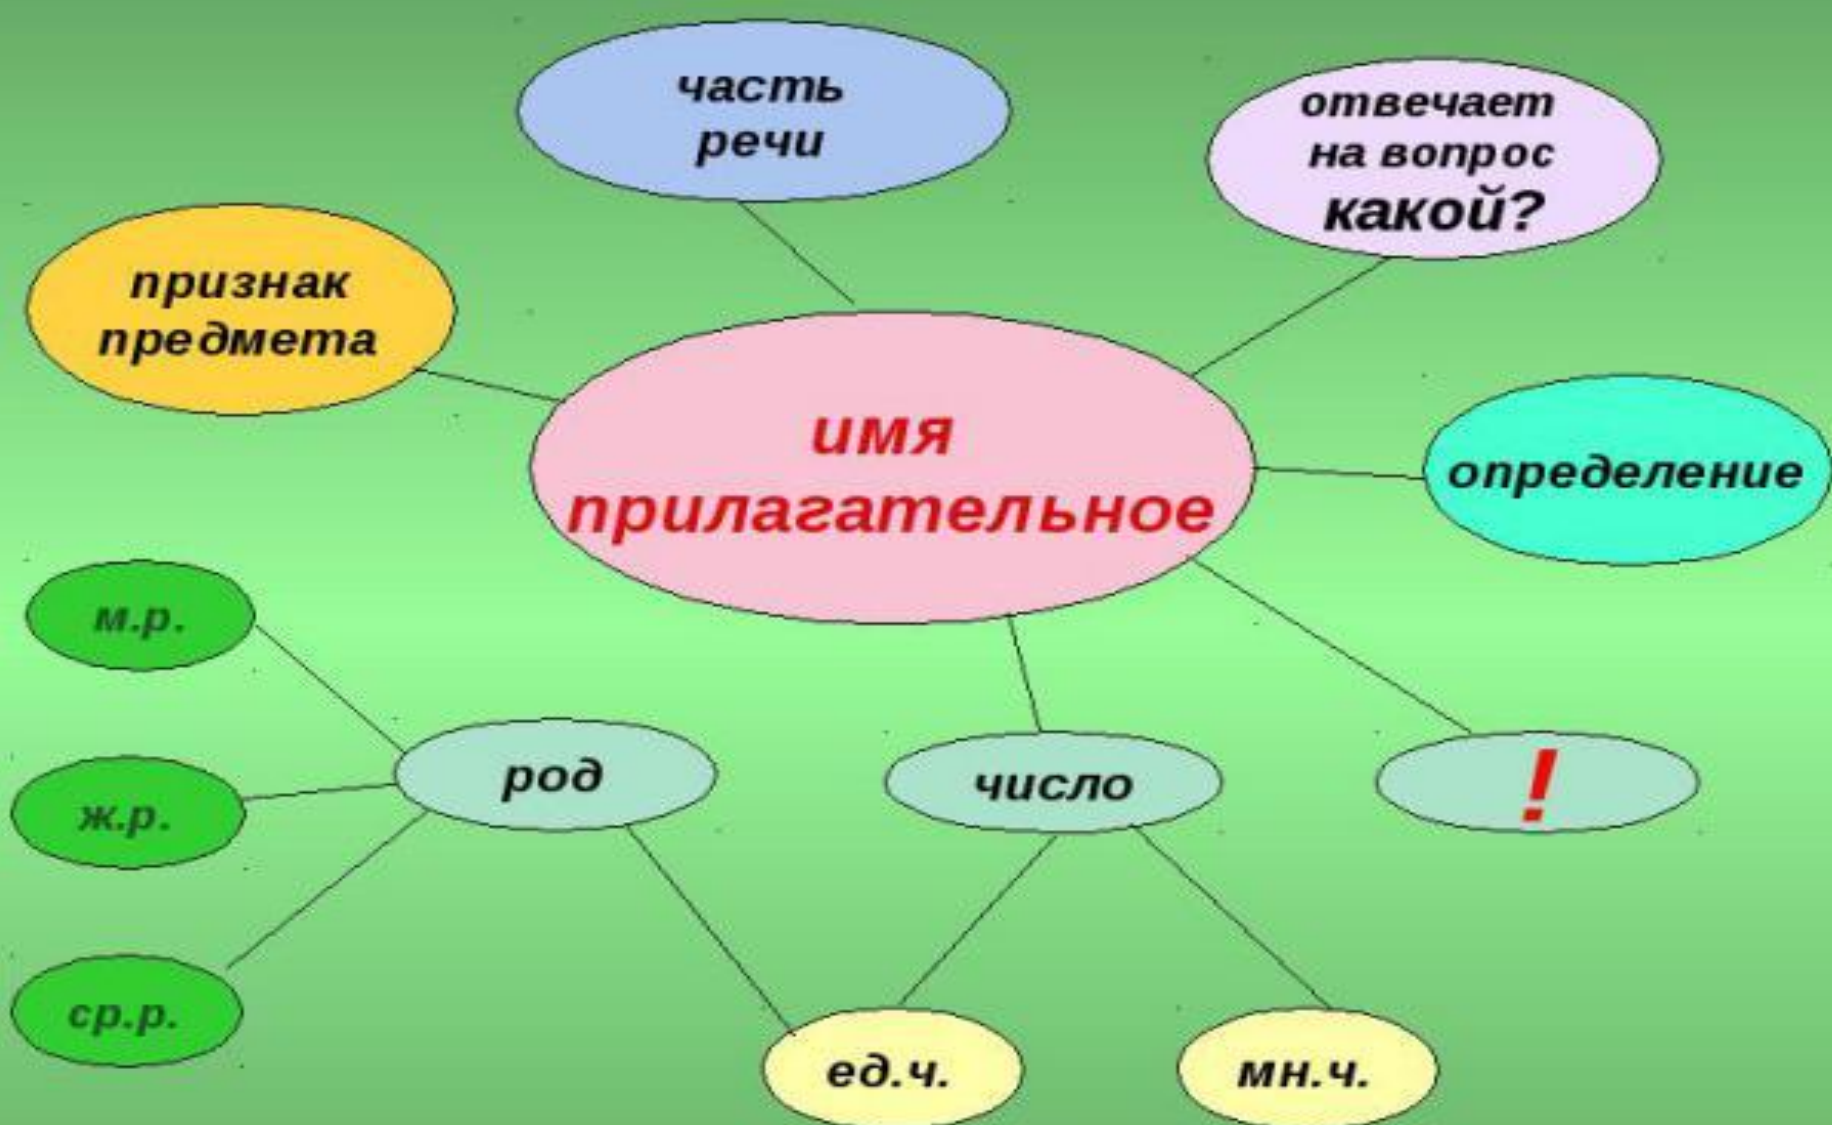 часть
речи
отвечает
на вопрос
какой?
признак
предмета
имя
прилагательное
определение
м.р.
ж.р.
ср.р.
род
число
!
ед.ч.
мн.ч.